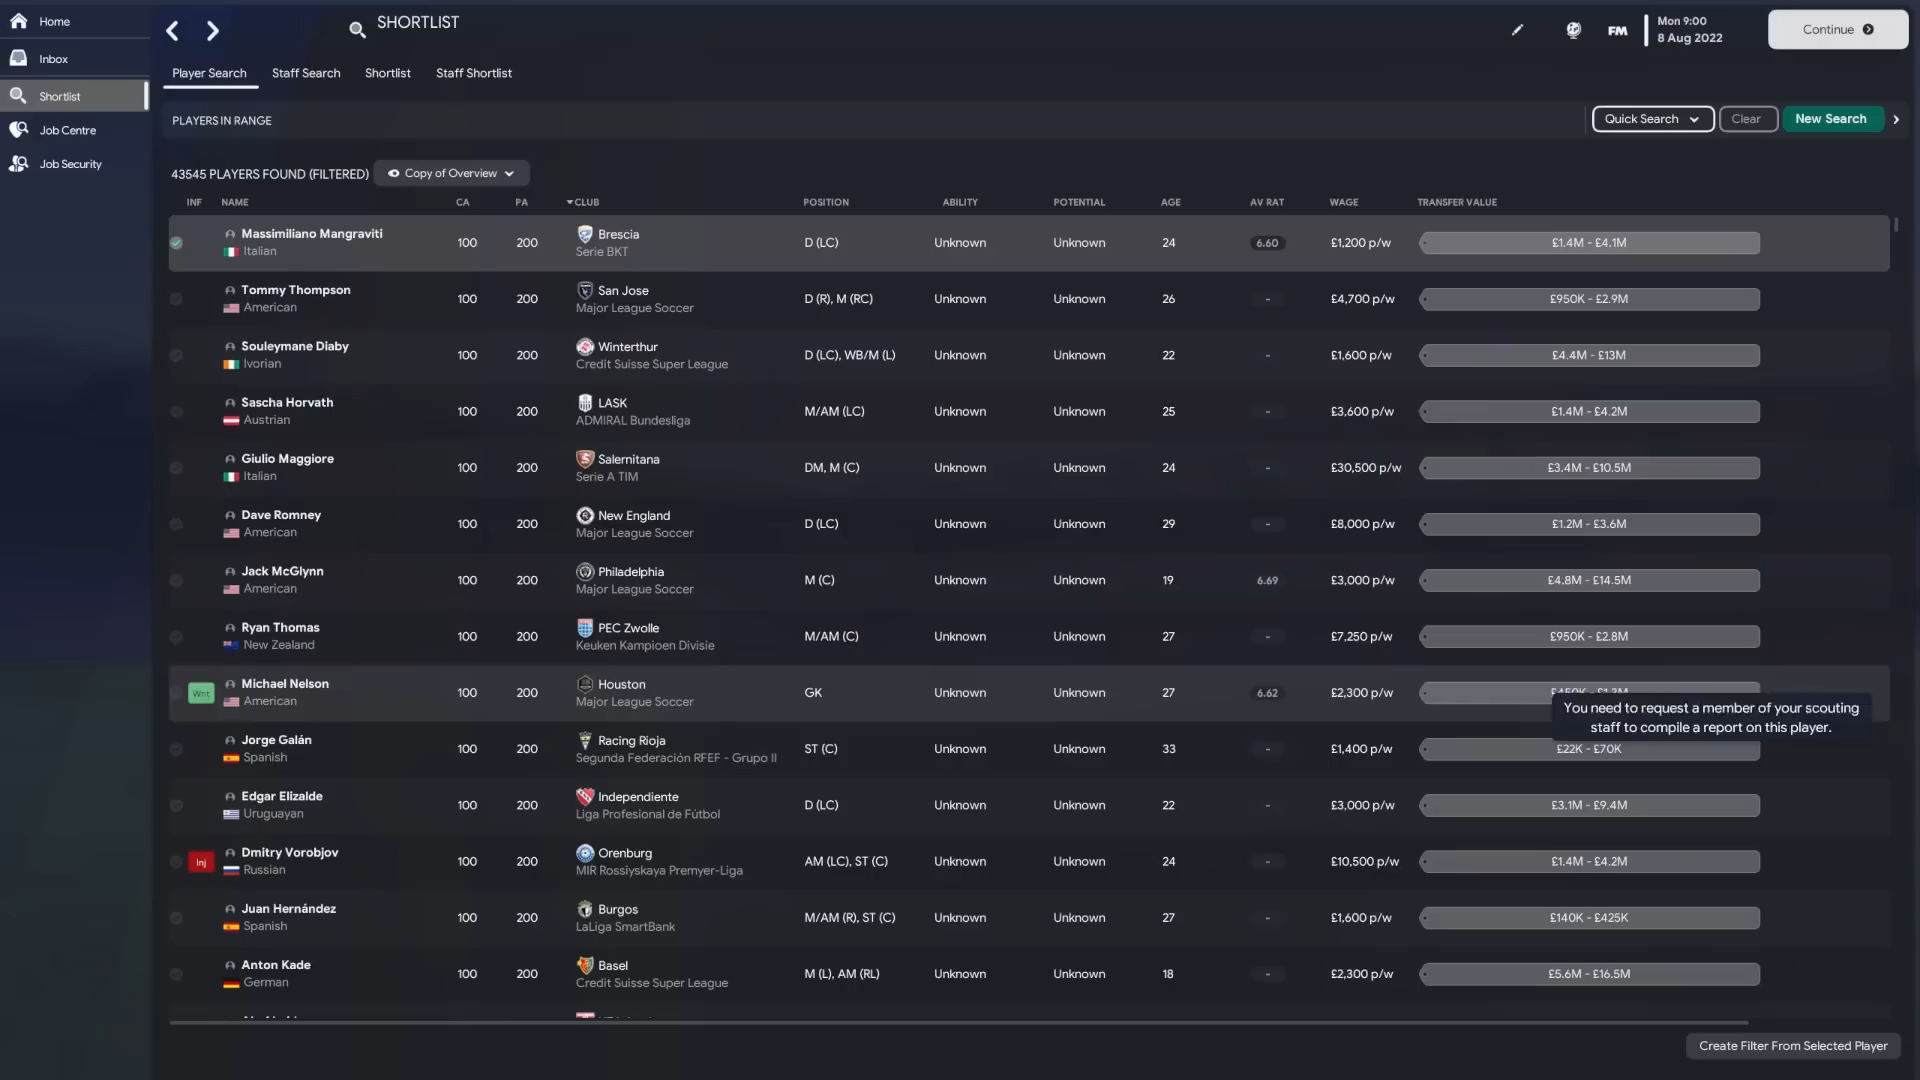 Home
Inbox
Shortlist
Job Centre
Job Security
SHORTLIST
FM
Mon 9:00
8 Aug 2022
Continue
Player Search Staff Search Shortlist Staff Shortlist
PLAYERS IN RANGE
Quick Search Clear New Search
43545 PLAYERS FOUND (FILTERED) Copy of Overview
INF NAME CA PA CLUB POSITION ABILITY POTENTIAL AGE AV RAT WAGE TRANSFER VALUE
Massimiliano Mangraviti 100 200 Brescia D (LC) Unknown Unknown 24 6.60 £1,200 p/w £1.4M - £4.1M
Italian Serie BKT
Tommy Thompson 100 200 San Jose D (R), M (RC) Unknown Unknown 26 - £4,700 p/w £950K - £2.9M
American Major League Soccer
Souleymane Diaby 100 200 Winterthur D (LC), WB/M (L) Unknown Unknown 22 - £1,600 p/w £4.4M - £13M
Ivorian Credit Suisse Super League
Sascha Horvath 100 200 LASK M/AM (LC) Unknown Unknown 25 - £3,600 p/w £1.4M - £4.2M
Austrian ADMIRAL Bundesliga
Giulio Maggiore 100 200 Salernitana DM, M (C) Unknown Unknown 24 - £30,500 p/w £3.4M - £10.5M
Italian Serie A TIM
Dave Romney 100 200 New England D (LC) Unknown Unknown 29 - £8,000 p/w £1.2M - £3.6M
American Major League Soccer
Jack McGlynn 100 200 Philadelphia M (C) Unknown Unknown 19 6.69 £3,000 p/w £4.8M - £14.5M
American Major League Soccer
Ryan Thomas 100 200 PEC Zwolle M/AM (C) Unknown Unknown 27 - £7,250 p/w £950K - £2.8M
New Zealand Keuken Kampioen Divisie
Wnt Michael Nelson 100 200 Houston GK Unknown Unknown 27 6.62 £2,300 p/w
American Major League Soccer
You need to request a member of your scouting
staff to compile a report on this player.
Jorge Galán 100 200 Racing Rioja ST (C) Unknown Unknown 33 - £1,400 p/w £22K - £70K
Spanish Segunda Federación RFEF - Grupo II
Edgar Elizalde 100 200 Independiente D (LC) Unknown Unknown 22 - £3,000 p/w £3.1M - £9.4M
Uruguayan Liga Profesional de Fútbol
Inj Dmitry Vorobjov 100 200 Orenburg AM (LC), ST (C) Unknown Unknown 24 - £10,500 p/w £1.4M - £4.2M
Russian MIR Rossiyskaya Premyer-Liga
Juan Hernández 100 200 Burgos M/AM (R), ST (C) Unknown Unknown 27 - £1,600 p/w £140K - £425K
Spanish LaLiga SmartBank
Anton Kade 100 200 Basel M (L), AM (RL) Unknown Unknown 18 - £2,300 p/w £5.6M - £16.5M
German Credit Suisse Super League
Create Filter From Selected Player